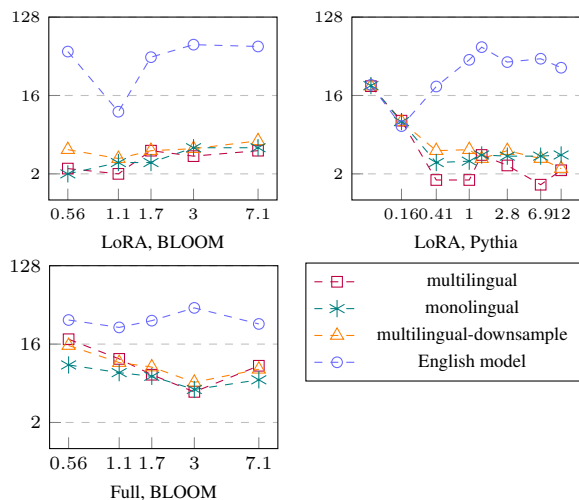 128
16
2
0.56 1.1 1.7 3 7.1
LoRA, BLOOM
128
16
2
0.16 0.41 1 2.8 6.9 12
LoRA, Pythia
128
16
2
0.56 1.1 1.7 3 7.1
Full, BLOOM
multilingual
monolingual
multilingual-downsample
English model